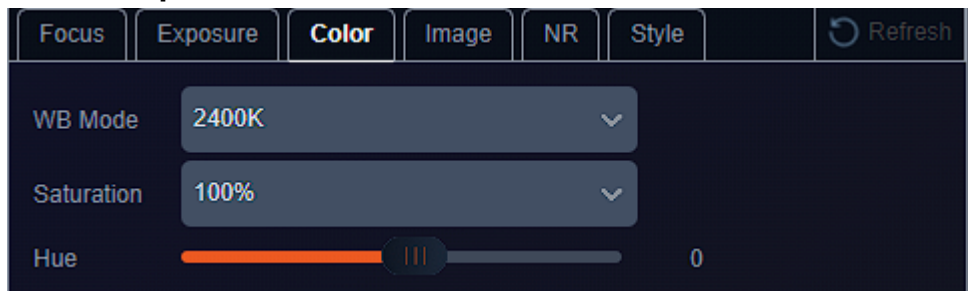 Focus Exposure Color Image NR Style Refresh
WB Mode 2400K
Saturation 100%
Hue 0